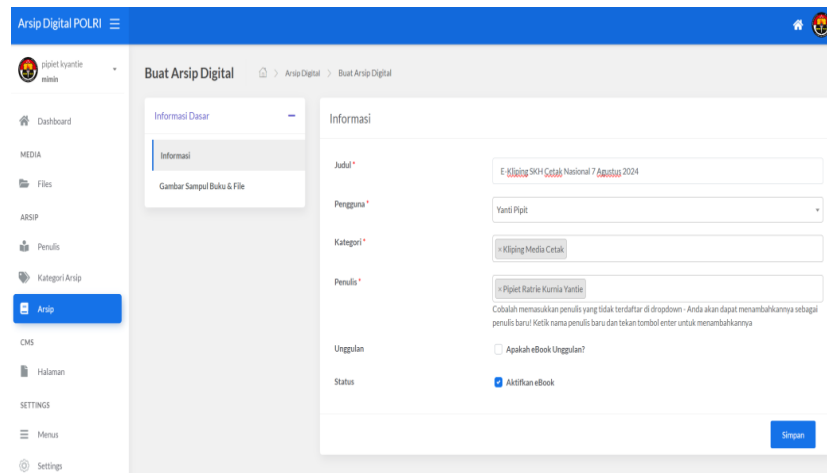 Arsip Digital POLRI
pipiet kyantie
mimin
Dashboard
MEDIA
Files
ARSIP
Penulis
Kategori Arsip
Arsip
CMS
Halaman
SETTINGS
Menus
Settings
Buat Arsip Digital
Arsip Digital > Buat Arsip Digital
Informasi Dasar
Informasi
Gambar Sampul Buku & File
Informasi
Judul *
E-Kliping SKH Cetak Nasional 7 Agustus 2024
Pengguna *
Yanti Pipit
Kategori *
× Kliping Media Cetak
Penulis *
× Pipiet Ratrie Kurnia Yantie
Cobalah memasukkan penulis yang tidak terdaftar di dropdown - Anda akan dapat menambahkannya sebagai
penulis baru! Ketik nama penulis baru dan tekan tombol enter untuk menambahkannya
Unggulan
Apakah eBook Unggulan?
Status
Aktifkan eBook
Simpan